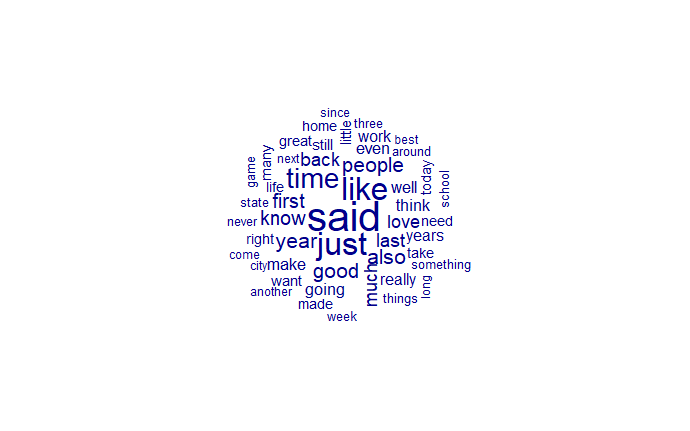 since
home
three
little
work
best
great
still
even
around
many
next
back
people
game
life
time
like
well
today
school
state
first
think
never
know
said
love
need
right
year
just
last
years
come
city
make
good
also
take
something
want
going
much
really
long
another
made
things
week